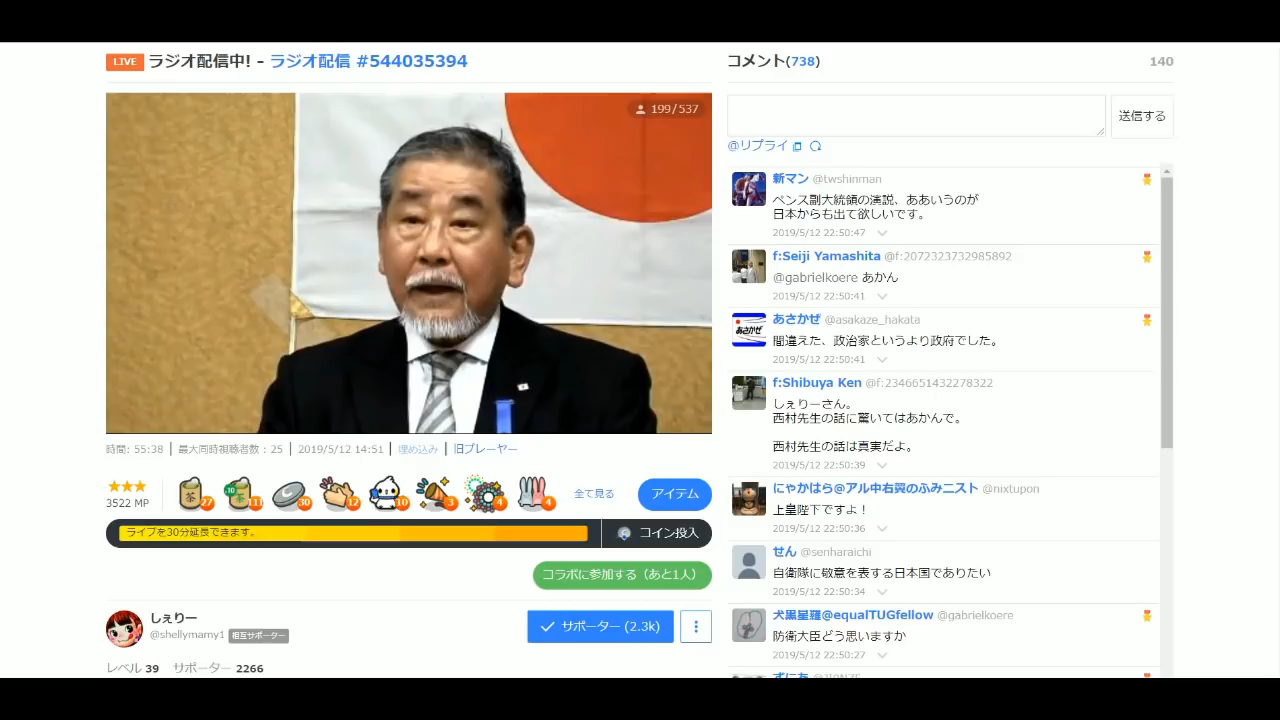 LIVE ラジオ配信中! - ラジオ配信 #544035394
199/537
時間: 55:38 | 最大同時視聴者数 : 25 | 2019/5/12 14:51 | 埋め込み | 旧プレーヤー
3522 MP
茶 27
10 茶 11
30
12
10
3
4
4
全て見る
アイテム
ライブを30分延長できます。
コイン投入
コラボに参加する（あと1人）
しぇりー
@shellymamy1 相互サポーター
サポーター (2.3k)
レベル 39 サポーター 2266
コメント(738)
140
送信する
@リプライ
新マン @twshinman
ペンス副大統領の演説、ああいうのが
日本からも出て欲しいです。
2019/5/12 22:50:47
f:Seiji Yamashita @f:2072323732985892
@gabrielkoere あかん
2019/5/12 22:50:41
あさかぜ
あさかぜ @asakaze_hakata
間違えた、政治家というより政府でした。
2019/5/12 22:50:41
f:Shibuya Ken @f:2346651432278322
しぇりーさん。
西村先生の話に驚いてはあかんで。
西村先生の話は真実だよ。
2019/5/12 22:50:39
にゃかはら@アル中右翼のふみニスト @nixtupon
上皇陛下ですよ！
2019/5/12 22:50:36
せん @senharaichi
自衛隊に敬意を表する日本国でありたい
2019/5/12 22:50:34
犬黒星羅@equalTUGfellow @gabrielkoere
防衛大臣どう思いますか
2019/5/12 22:50:27